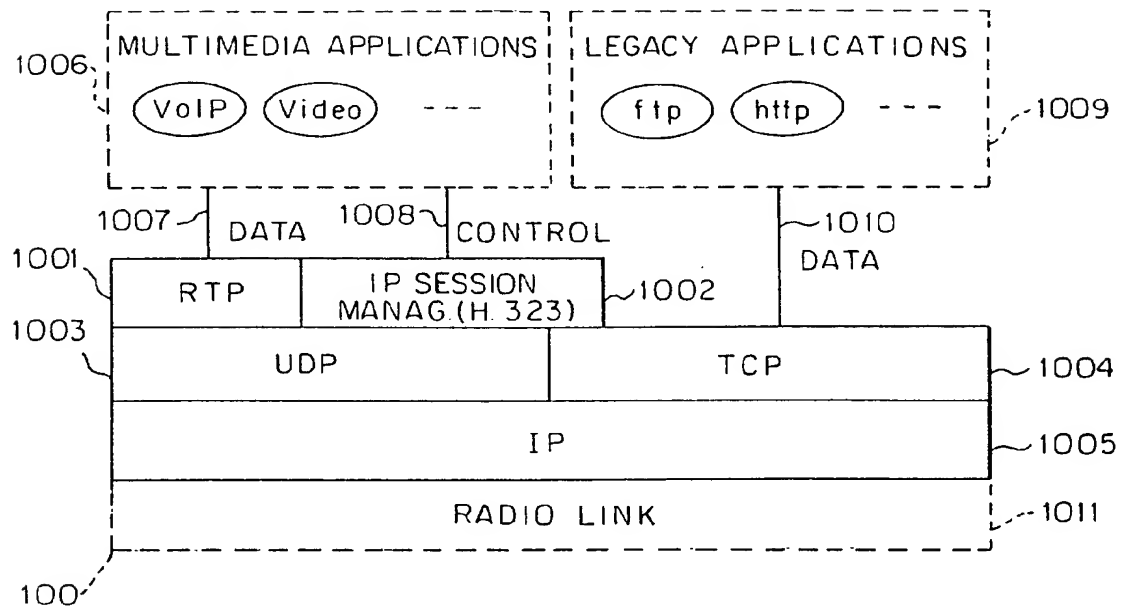 MULTIMEDIA APPLICATIONS
LEGACY APPLICATIONS
1006
VoIP
Video
----
ftp
http
----
1009
1007
DATA
1008
CONTROL
1010
DATA
1001
RTP
IP SESSION
MANAG.(H. 323)
1002
1003
UDP
TCP
1004
IP
1005
RADIO LINK
1011
100